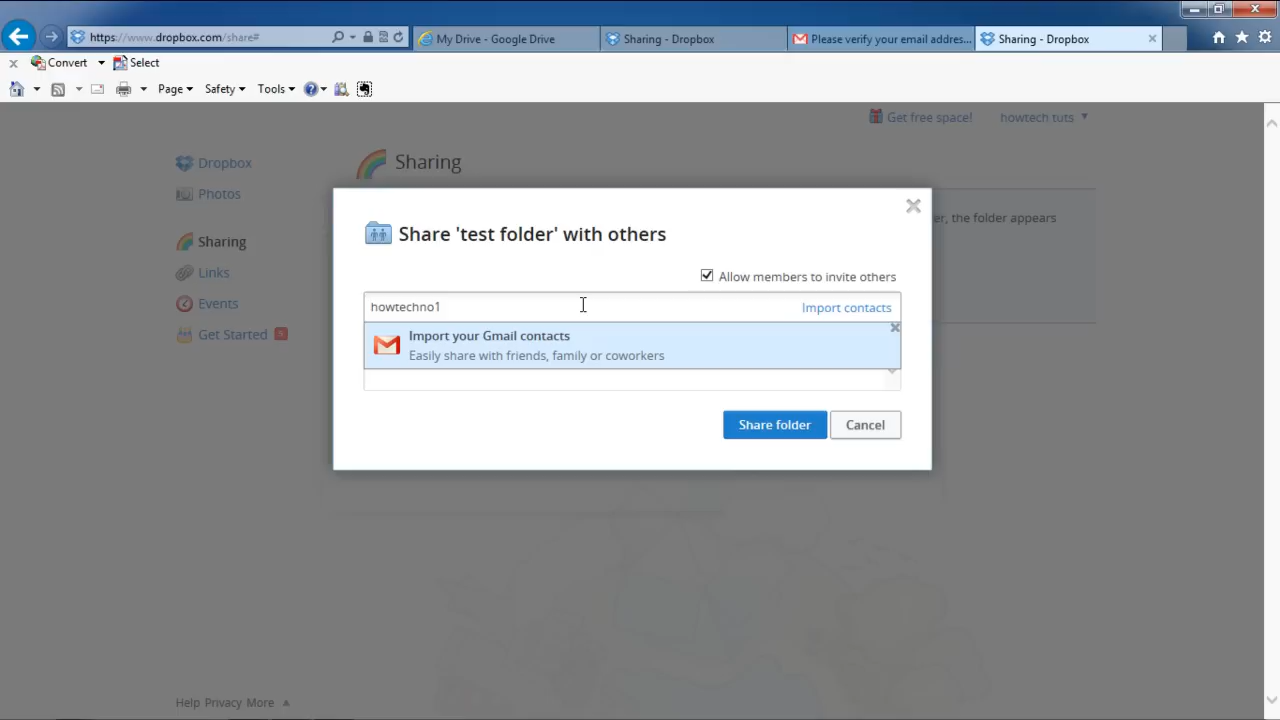 https://www.dropbox.com/share#
My Drive - Google Drive
Sharing - Dropbox
Please verify your email addres...
Sharing - Dropbox
Convert
Select
Page
Safety
Tools
Get free space!
howtech tuts
Dropbox
Photos
Sharing
Links
Events
Get Started
Sharing
er, the folder appears
Share 'test folder' with others
Allow members to invite others
howtechno1
Import contacts
Import your Gmail contacts
Easily share with friends, family or coworkers
Share folder
Cancel
Help Privacy More